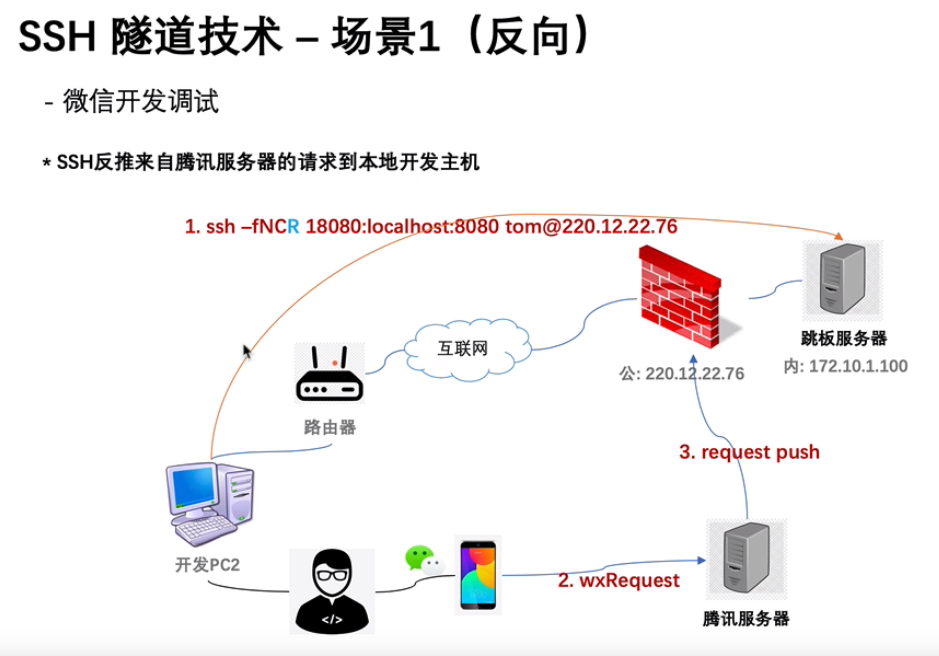 SSH 隧道技术 – 场景1（反向）
- 微信开发调试
* SSH反推来自腾讯服务器的请求到本地开发主机
1. ssh –fNCR 18080:localhost:8080 tom@220.12.22.76
互联网
跳板服务器
内: 172.10.1.100
公: 220.12.22.76
路由器
3. request push
开发PC2
</>
2. wxRequest
腾讯服务器